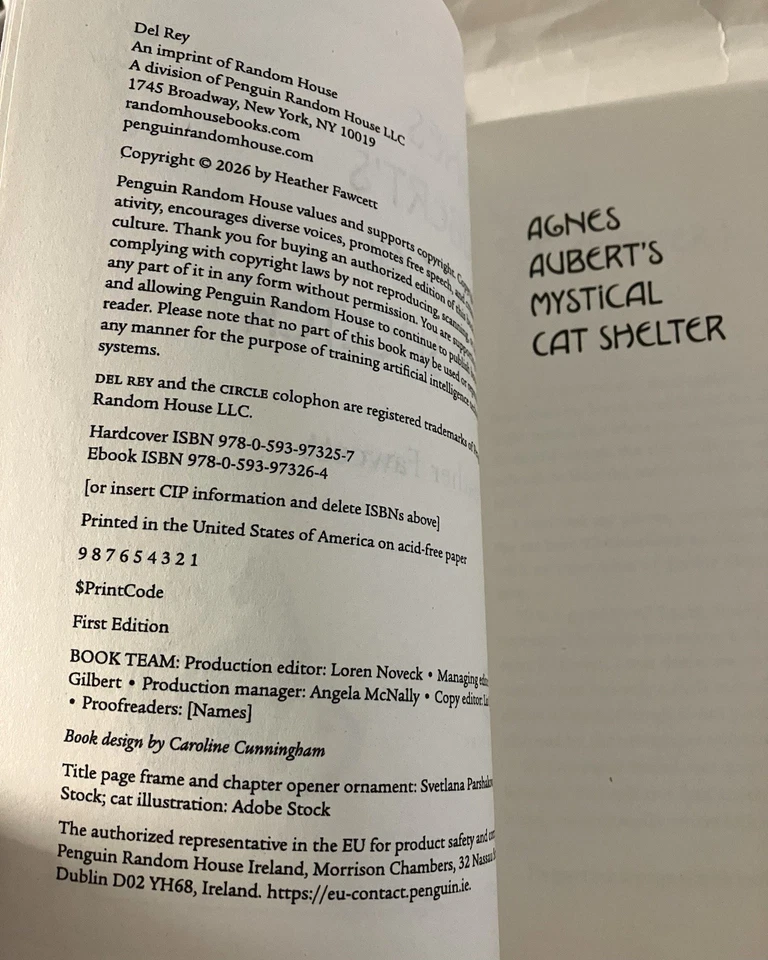 Del Rey
An imprint of Random House
A division of Penguin Random House LLC
1745 Broadway, New York, NY 10019
randomhousebooks.com
penguinrandomhouse.com
Copyright © 2026 by Heather Fawcett
Penguin Random House values and supports copyright.
ativity, encourages diverse voices, promotes free speech, and
culture. Thank you for buying an authorized edition of this
complying with copyright laws by not reproducing, scanning,
any part of it in any form without permission. You are
and allowing Penguin Random House to continue to publish
reader. Please note that no part of this book may be used or
any manner for the purpose of training artificial intelligence
systems.
DEL REY and the CIRCLE colophon are registered trademarks of
Random House LLC.
Hardcover ISBN 978-0-593-97325-7
Ebook ISBN 978-0-593-97326-4
[or insert CIP information and delete ISBNs above]
Printed in the United States of America on acid-free paper
9 8 7 6 5 4 3 2 1
$PrintCode
First Edition
BOOK TEAM: Production editor: Loren Noveck • Managing
Gilbert • Production manager: Angela McNally • Copy editor:
• Proofreaders: [Names]
Book design by Caroline Cunningham
Title page frame and chapter opener ornament: Svetlana
Stock; cat illustration: Adobe Stock
The authorized representative in the EU for product safety and
Penguin Random House Ireland, Morrison Chambers, 32 Nassau
Dublin D02 YH68, Ireland. https://eu-contact.penguin.ie.
AGNES
AUBERT'S
MYSTICAL
CAT SHELTER